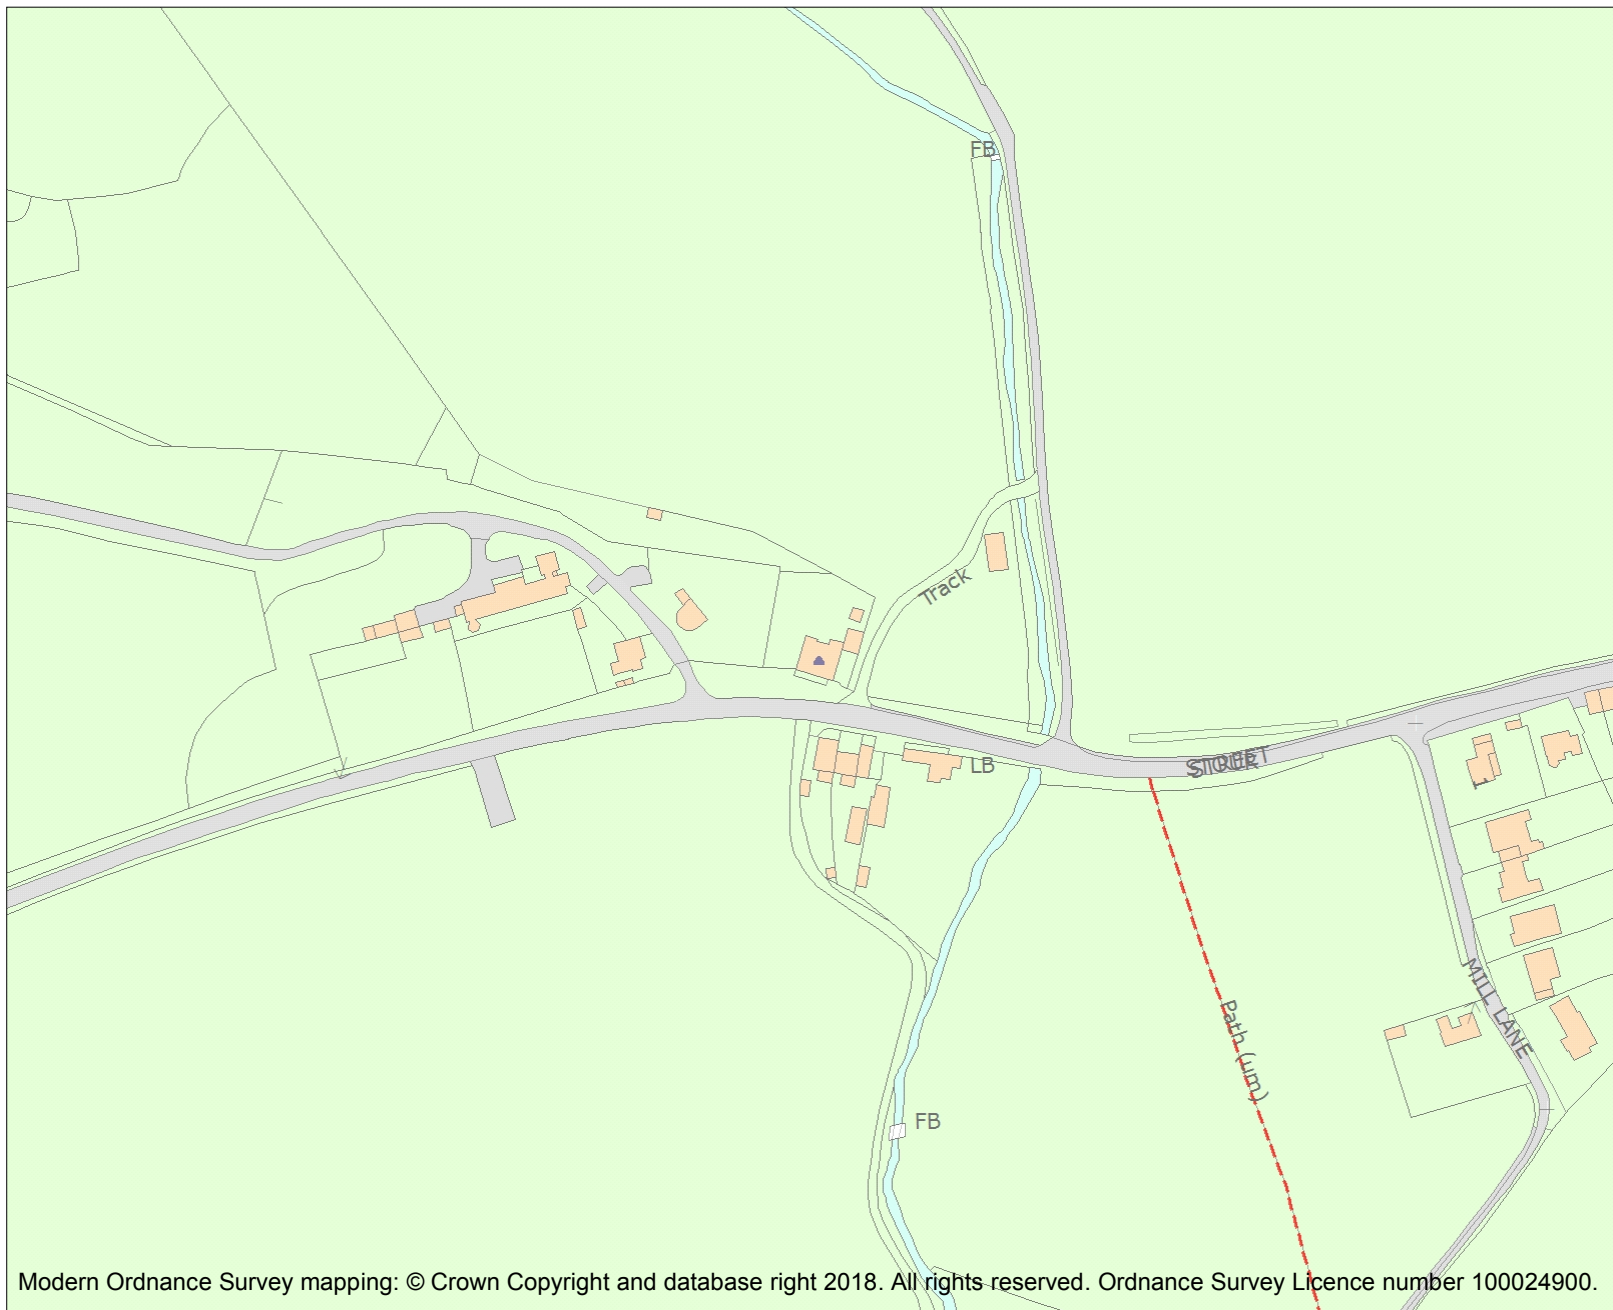 FB
Track
LB
STREET
1
MILL LANE
Path (um)
FB
Modern Ordnance Survey mapping: © Crown Copyright and database right 2018. All rights reserved. Ordnance Survey Licence number 100024900.